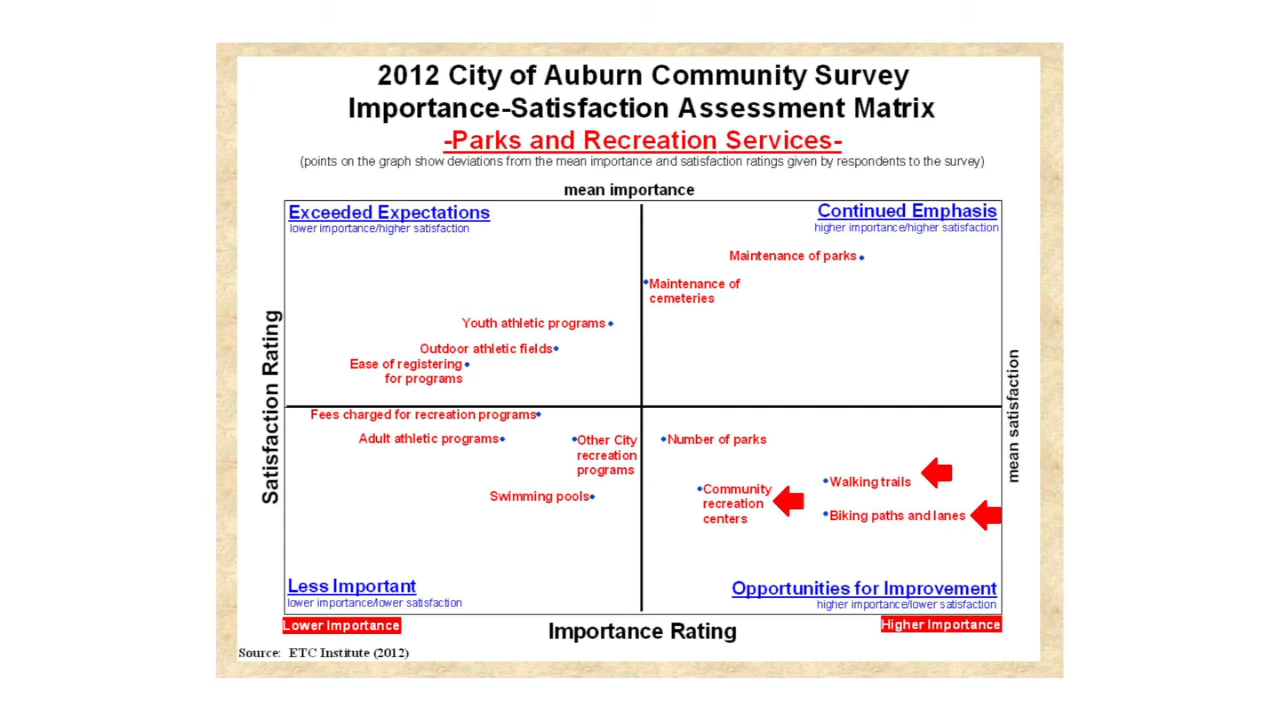 2012 City of Auburn Community Survey
Importance-Satisfaction Assessment Matrix
-Parks and Recreation Services-
(points on the graph show deviations from the mean importance and satisfaction ratings given by respondents to the survey)
mean importance
Exceeded Expectations
lower importance/higher satisfaction
Continued Emphasis
higher importance/higher satisfaction
Maintenance of parks
Maintenance of
cemeteries
Youth athletic programs
Outdoor athletic fields
Ease of registering
for programs
Satisfaction Rating
mean satisfaction
Fees charged for recreation programs
Adult athletic programs
Other City
recreation
programs
Number of parks
Swimming pools
Community
recreation
centers
Walking trails
Biking paths and lanes
Less Important
lower importance/lower satisfaction
Opportunities for Improvement
higher importance/lower satisfaction
Lower Importance
Importance Rating
Higher Importance
Source: ETC Institute (2012)